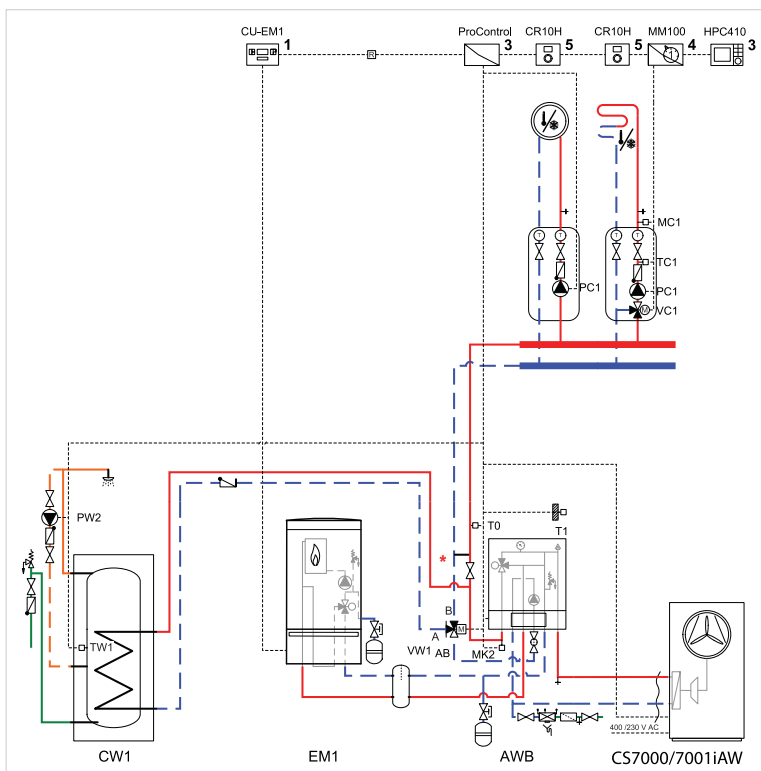 CU-EM1 1
R
ProControl 3
CR10H 5
CR10H 5
MM100 4
HPC410 3
1
T
T
T
T
MC1
TC1
PC1
PC1
VC1
M
PW2
T0
T1
*
B
A
M
VW1
AB
MK2
TW1
400 /230 V AC
CW1
EM1
AWB
CS7000/7001iAW